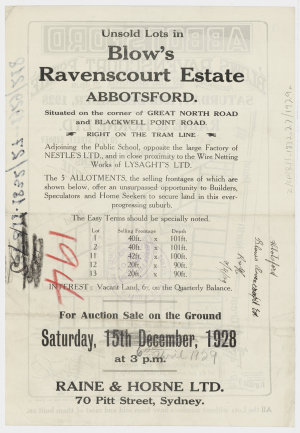 Unsold Lots in
Blow's
Ravenscourt Estate
ABBOTSFORD.
Situated on the corner of GREAT NORTH ROAD
and BLACKWELL POINT ROAD.
RIGHT ON THE TRAM LINE
Adjoining the Public School, opposite the large Factory of
NESTLE'S LTD., and in close proximity to the Wire Netting
Works of LYSAGHT'S LTD.
The 5 ALLOTMENTS, the selling frontages of which are
shown below, offer an unsurpassed opportunity to Builders,
Speculators and Home Seekers to secure land in this ever-
progressing suburb.
The Easy Terms should be specially noted.
Lot Selling Frontage Depth
1 40ft. x 101ft.
2 40ft. x 101ft.
11 42ft. x 100ft.
12 20ft. x 90ft.
13 20ft. x 90ft.
INTEREST : Vacant Land, 6% on the Quarterly Balance.
For Auction Sale on the Ground
Saturday, 15th December, 1928
1929
at 3 p.m.
RAINE & HORNE LTD.
70 Pitt Street, Sydney.
194
Abbotsford
Blows Ravenscourt Est